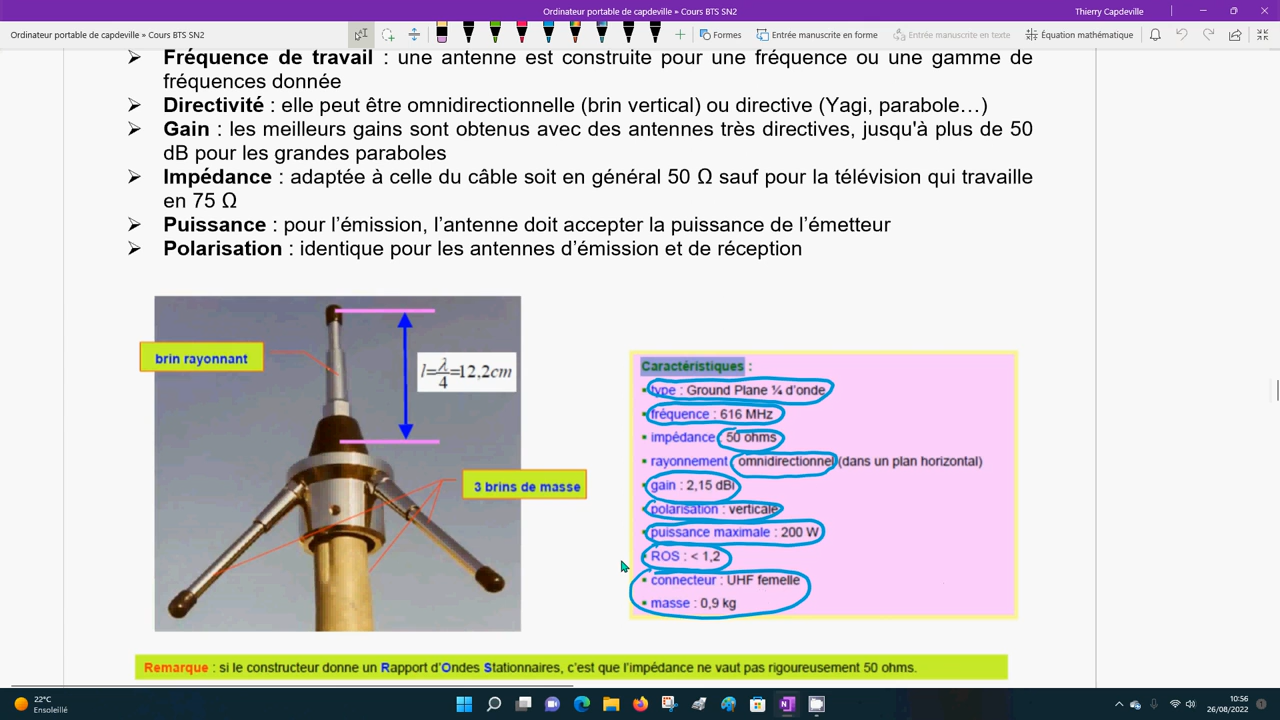 Ordinateur portable de capdeville » Cours BTS SN2
Thierry Capdeville
Ordinateur portable de capdeville » Cours BTS SN2
Formes
Entrée manuscrite en forme
Entrée manuscrite en texte
Équation mathématique
➢ Fréquence de travail : une antenne est construite pour une fréquence ou une gamme de
fréquences donnée
➢ Directivité : elle peut être omnidirectionnelle (brin vertical) ou directive (Yagi, parabole…)
➢ Gain : les meilleurs gains sont obtenus avec des antennes très directives, jusqu'à plus de 50
dB pour les grandes paraboles
➢ Impédance : adaptée à celle du câble soit en général 50 Ω sauf pour la télévision qui travaille
en 75 Ω
➢ Puissance : pour l’émission, l’antenne doit accepter la puissance de l’émetteur
➢ Polarisation : identique pour les antennes d’émission et de réception
brin rayonnant
l=λ/4=12,2cm
3 brins de masse
Caractéristiques :
• type : Ground Plane ¼ d’onde
• fréquence : 616 MHz
• impédance : 50 ohms
• rayonnement : omnidirectionnel (dans un plan horizontal)
• gain : 2,15 dBi
• polarisation : verticale
• puissance maximale : 200 W
• ROS : < 1,2
• connecteur : UHF femelle
• masse : 0,9 kg
Remarque : si le constructeur donne un Rapport d’Ondes Stationnaires, c’est que l’impédance ne vaut pas rigoureusement 50 ohms.
22°C
Ensoleillé
10:56
26/08/2022